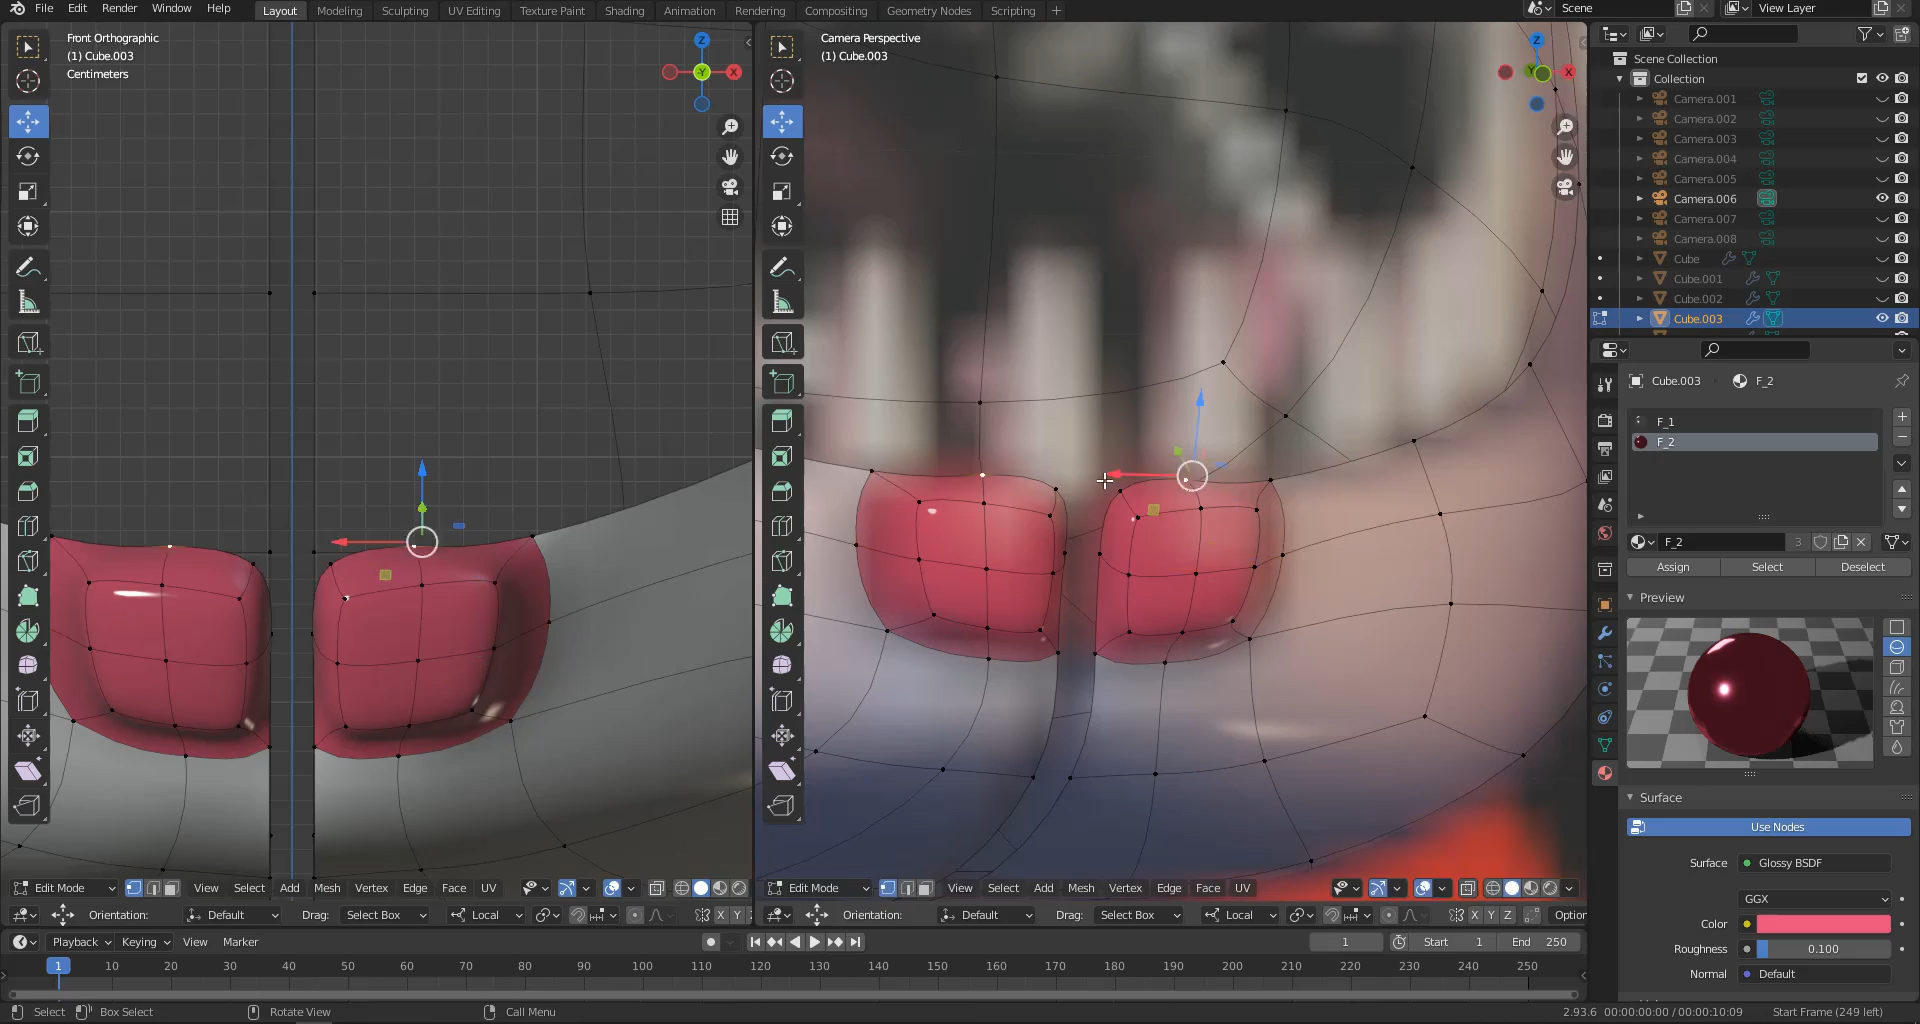 File Edit Render Window Help Layout Modeling Sculpting UV Editing Texture Paint Shading Animation Rendering Compositing Geometry Nodes Scripting + Scene View Layer
Front Orthographic
(1) Cube.003
Centimeters
Z
X
Y
Camera Perspective
(1) Cube.003
Z
X
Y
Scene Collection
Collection
Camera.001
Camera.002
Camera.003
Camera.004
Camera.005
Camera.006
Camera.007
Camera.008
Cube
Cube.001
Cube.002
Cube.003
Cube.003 F_2
F_1
F_2
F_2 3
Assign Select Deselect
Preview
Surface
Use Nodes
Surface Glossy BSDF
GGX
Color
Roughness 0.100
Normal Default
Edit Mode View Select Add Mesh Vertex Edge Face UV
Orientation: Default Drag: Select Box Local X Y
Edit Mode View Select Add Mesh Vertex Edge Face UV
Orientation: Default Drag: Select Box Local X Y Z Option
Playback Keying View Marker 1 Start 1 End 250
1 10 20 30 40 50 60 70 80 90 100 110 120 130 140 150 160 170 180 190 200 210 220 230 240 250
Select Box Select Rotate View Call Menu 2.93.6 00:00:00:00 / 00:00:10:09 Start Frame (249 left)